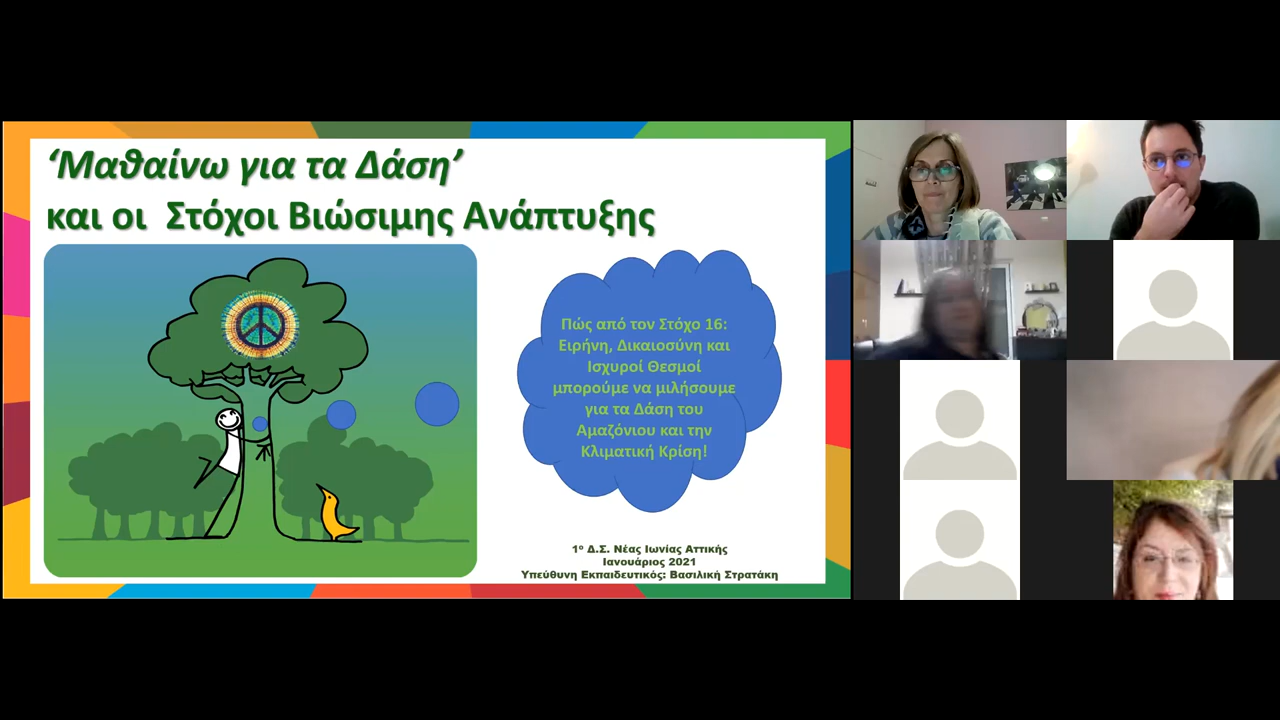 ‘Μαθαίνω για τα Δάση’
και οι Στόχοι Βιώσιμης Ανάπτυξης
Πώς από τον Στόχο 16:
Ειρήνη, Δικαιοσύνη και
Ισχυροί Θεσμοί
μπορούμε να μιλήσουμε
για τα Δάση του
Αμαζόνιου και την
Κλιματική Κρίση!
1ο Δ.Σ. Νέας Ιωνίας Αττικής
Ιανουάριος 2021
Υπεύθυνη Εκπαιδευτικός: Βασιλική Στρατάκη